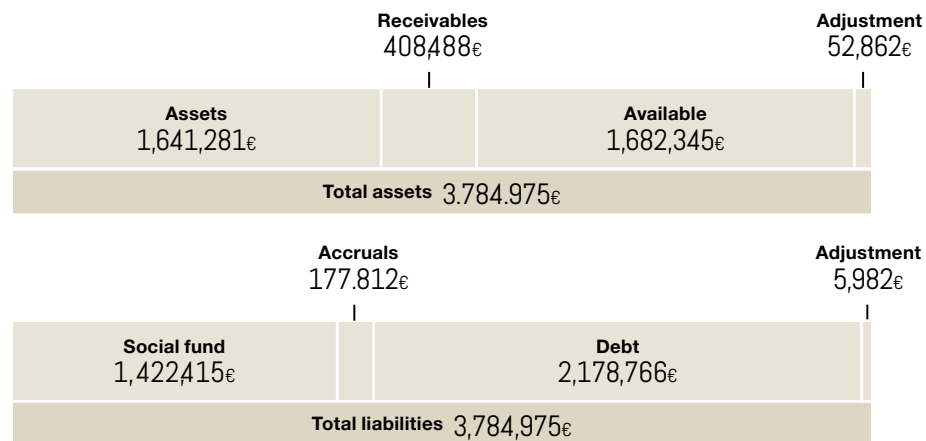 Receivables
408,488€
Adjustment
52,862€
Assets
1,641,281€
Available
1,682,345€
Total assets 3.784.975€
Accruals
177.812€
Adjustment
5,982€
Social fund
1,422,415€
Debt
2,178,766€
Total liabilities 3,784,975€